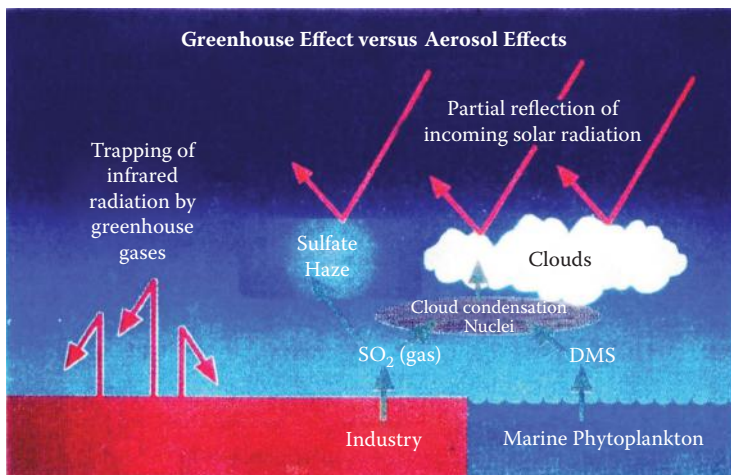 Greenhouse Effect versus Aerosol Effects
Partial reflection of
incoming solar radiation
Trapping of
infrared
radiation by
greenhouse
gases
Sulfate
Haze
Clouds
Cloud condensation
Nuclei
SO₂ (gas)
DMS
Industry
Marine Phytoplankton